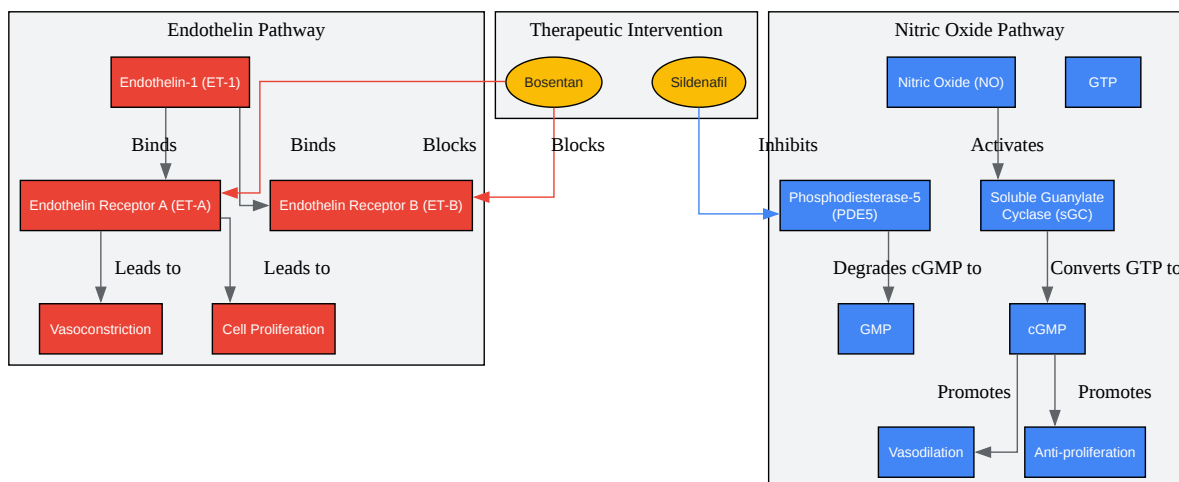 Endothelin Pathway
Therapeutic Intervention
Nitric Oxide Pathway
Endothelin-1 (ET-1)
Bosentan
Sildenafil
Nitric Oxide (NO)
GTP
Binds
Binds
Blocks
Blocks
Inhibits
Activates
Endothelin Receptor A (ET-A)
Endothelin Receptor B (ET-B)
Phosphodiesterase-5
(PDE5)
Soluble Guanylate
Cyclase (sGC)
Leads to
Leads to
Degrades cGMP to
Converts GTP to
Vasoconstriction
Cell Proliferation
GMP
cGMP
Promotes
Promotes
Vasodilation
Anti-proliferation